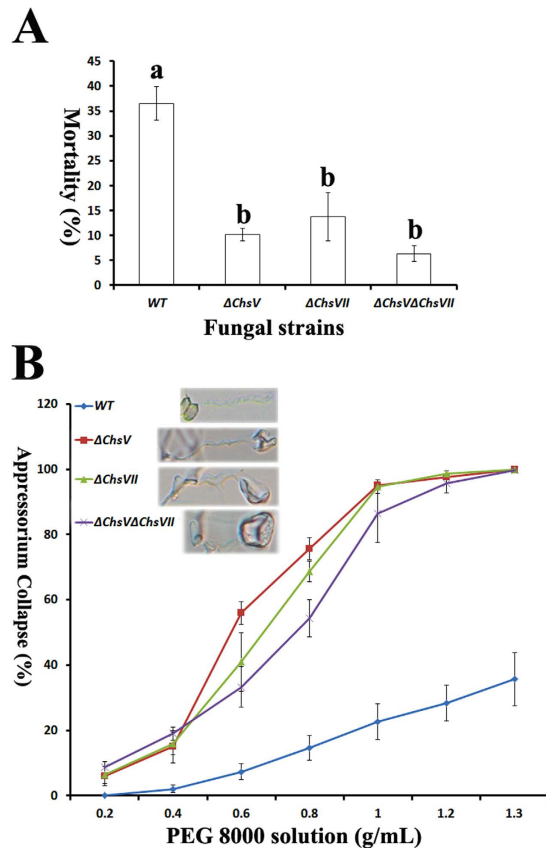 A
Mortality (%)
40
35
30
25
20
15
10
5
0
a
b
b
b
WT
ΔChsV
ΔChsVII
ΔChsVΔChsVII
Fungal strains
B
Appressorium Collapse (%)
120
100
80
60
40
20
0
WT
ΔChsV
ΔChsVII
ΔChsVΔChsVII
0.2 0.4 0.6 0.8 1 1.2 1.3
PEG 8000 solution (g/mL)